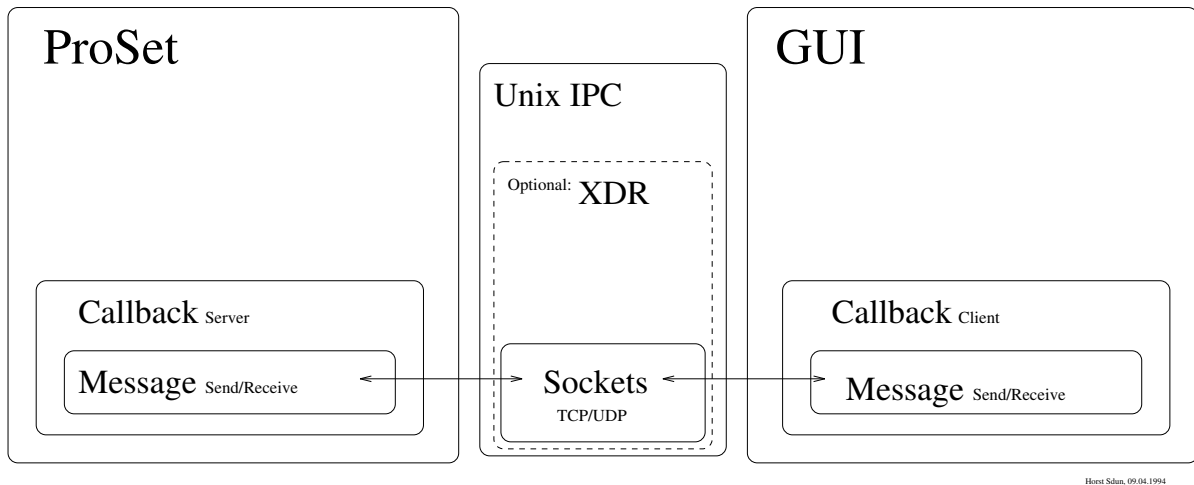 ProSet
Callback Server
Message Send/Receive
Unix IPC
Optional: XDR
Sockets
TCP/UDP
GUI
Callback Client
Message Send/Receive
Horst Sdun, 09.04.1994